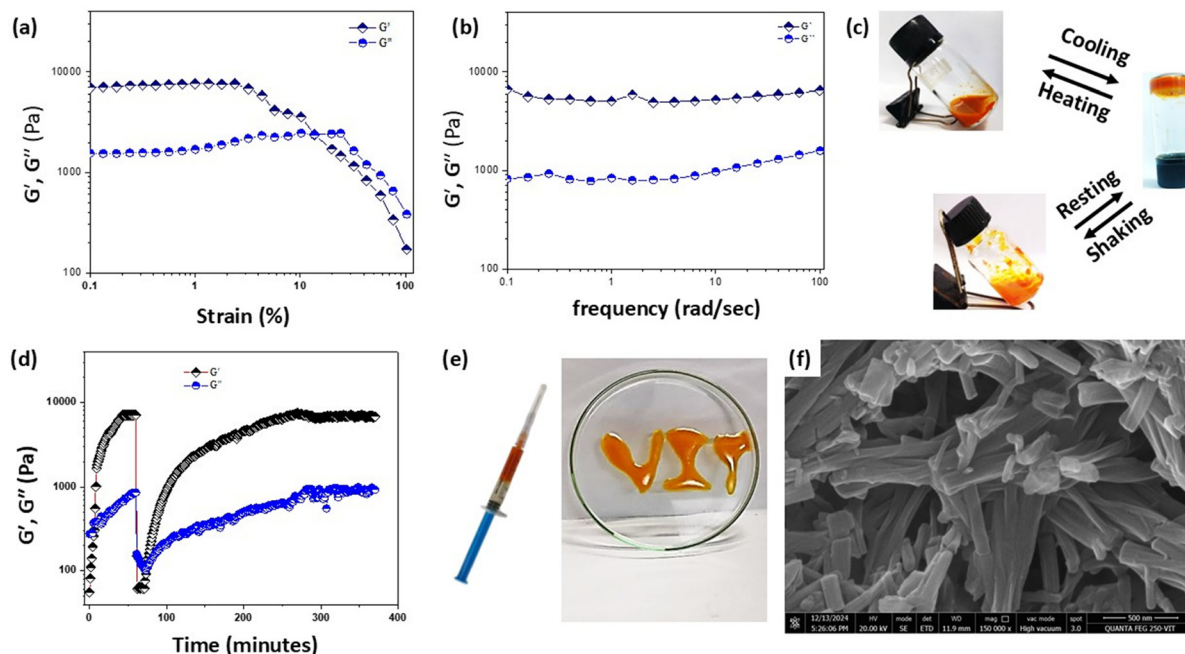 (a)
G'
G"
10000
1000
100
G', G'' (Pa)
0.1
1
10
100
Strain (%)
(b)
G`
G``
10000
1000
100
G', G'' (Pa)
0.1
1
10
100
frequency (rad/sec)
(c)
Cooling
Heating
Resting
Shaking
(d)
G'
G''
10000
1000
100
G', G'' (Pa)
0
100
200
300
400
Time (minutes)
(e)
VIT
(f)
12/13/2024 HV mode det WD mag vac mode spot 500 nm
5:26:06 PM 20.00 kV SE ETD 11.9 mm 150 000 x High vacuum 3.0 QUANTA FEG 250-VIT